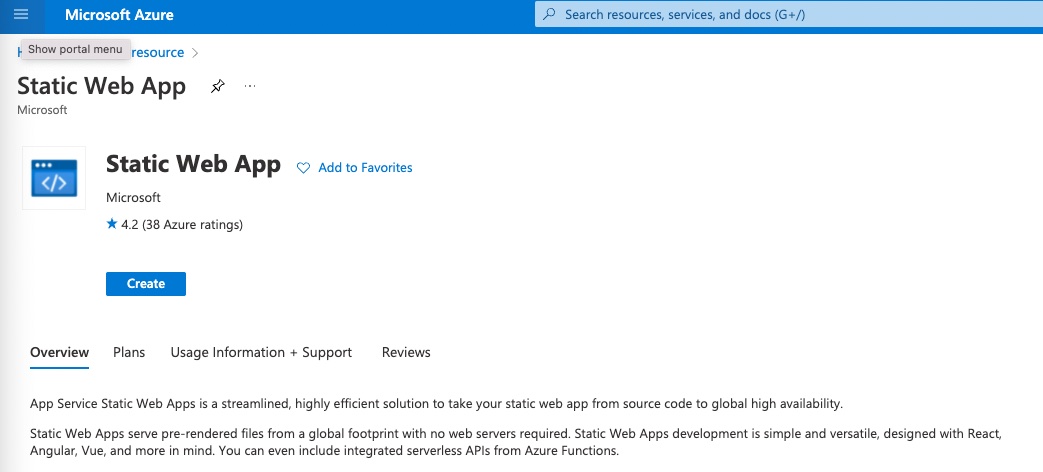 Microsoft Azure
Search resources, services, and docs (G+/)
Show portal menu
resource
Static Web App
Microsoft
Static Web App
Add to Favorites
Microsoft
4.2 (38 Azure ratings)
Create
Overview Plans Usage Information + Support Reviews
App Service Static Web Apps is a streamlined, highly efficient solution to take your static web app from source code to global high availability.
Static Web Apps serve pre-rendered files from a global footprint with no web servers required. Static Web Apps development is simple and versatile, designed with React,
Angular, Vue, and more in mind. You can even include integrated serverless APIs from Azure Functions.